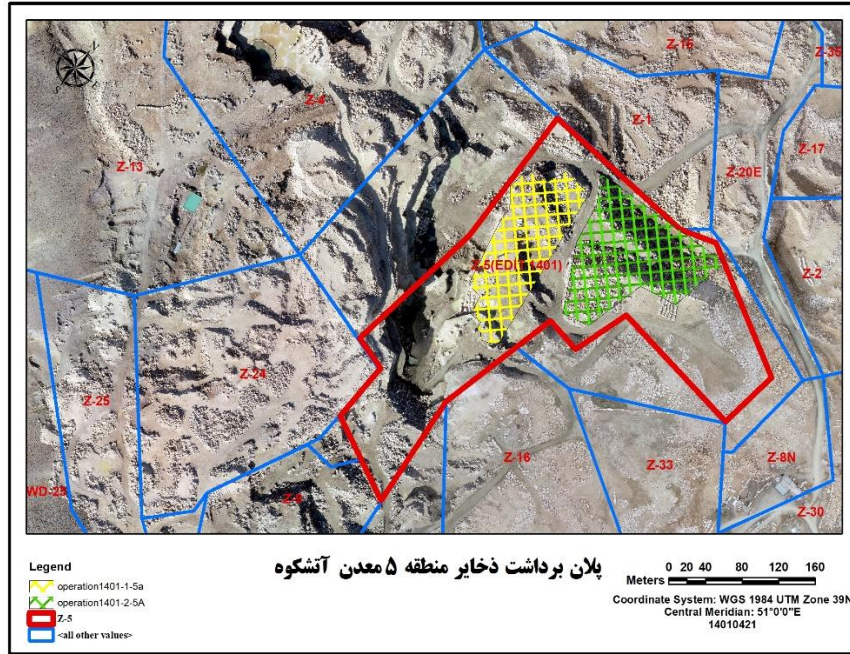 Z-16
Z-35
Z-4
Z-1
Z-13
Z-17
Z-20E
Z-5(EDIT 1401)
Z-2
Z-24
Z-25
Z-16
Z-33
Z-8N
WD-25
Z-30
Legend
operation1401-1-5a
operation1401-2-5A
Z-5
<all other values>
پلان برداشت ذخایر منطقه ۵ معدن آتشکوه
0 20 40 80 120 160
Meters
Coordinate System: WGS 1984 UTM Zone 39N
Central Meridian: 51°0'0"E
14010421